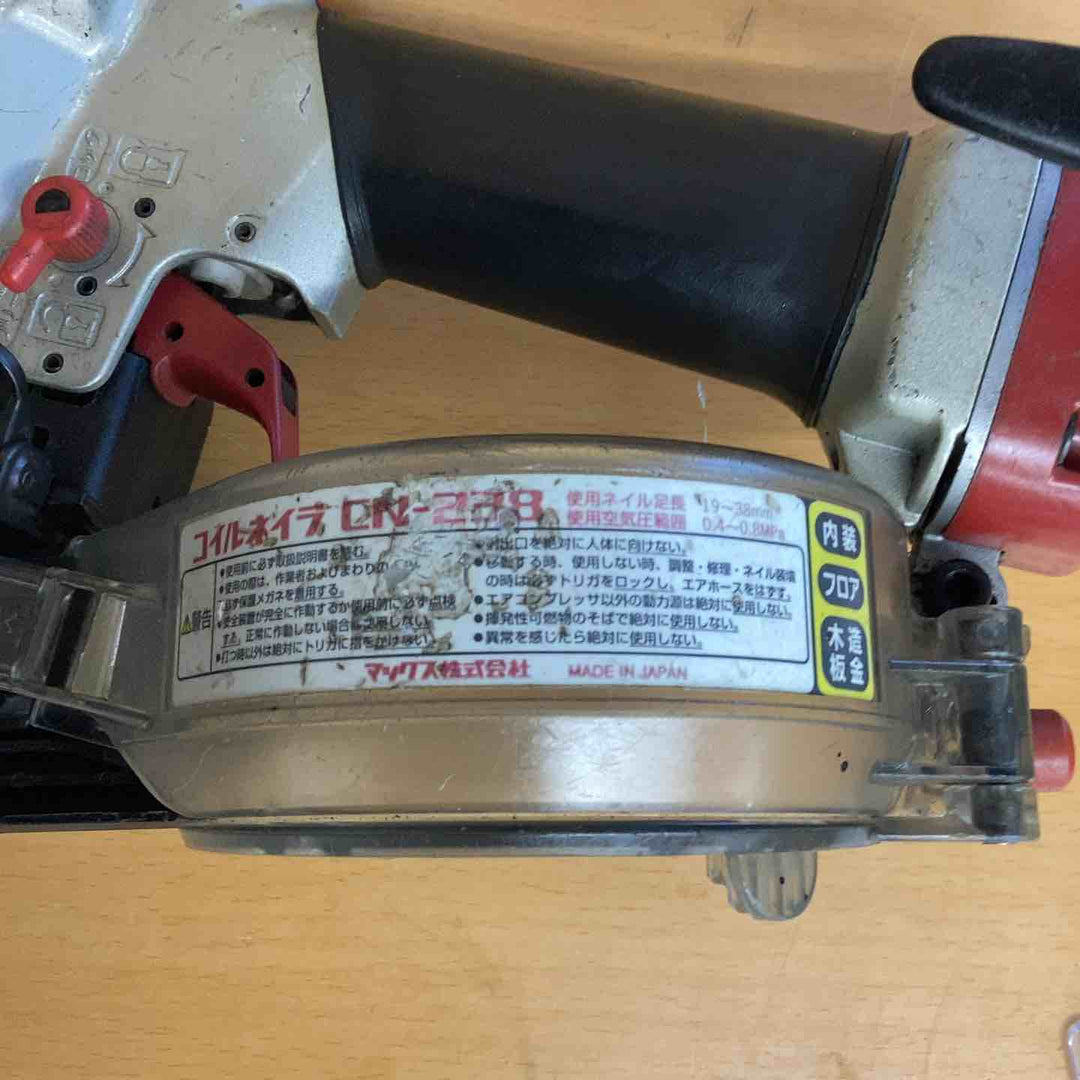 コイルネイラ CN-238
使用ネイル足長 19～38mm
使用空気圧範囲 0.4～0.8MPa
警告
●使用前に必ず取扱説明書を読む。
●使用の際は、作業者およびまわりの
必ず保護メガネを着用する。
●安全装置が完全に作動するか使用前に必ず点検
する。正常に作動しない場合は使用しない。
●打つ時以外は絶対にトリガに指をかけない。
●射出口を絶対に人体に向けない。
●移動する時、使用しない時、調整・修理・ネイル装填
の時は必ずトリガをロックし、エアホースをはずす。
●エアコンプレッサ以外の動力源は絶対に使用しない。
●揮発性可燃物のそばで絶対に使用しない。
●異常を感じたら絶対に使用しない。
マックス株式会社 MADE IN JAPAN
内装
フロア
木造
板金